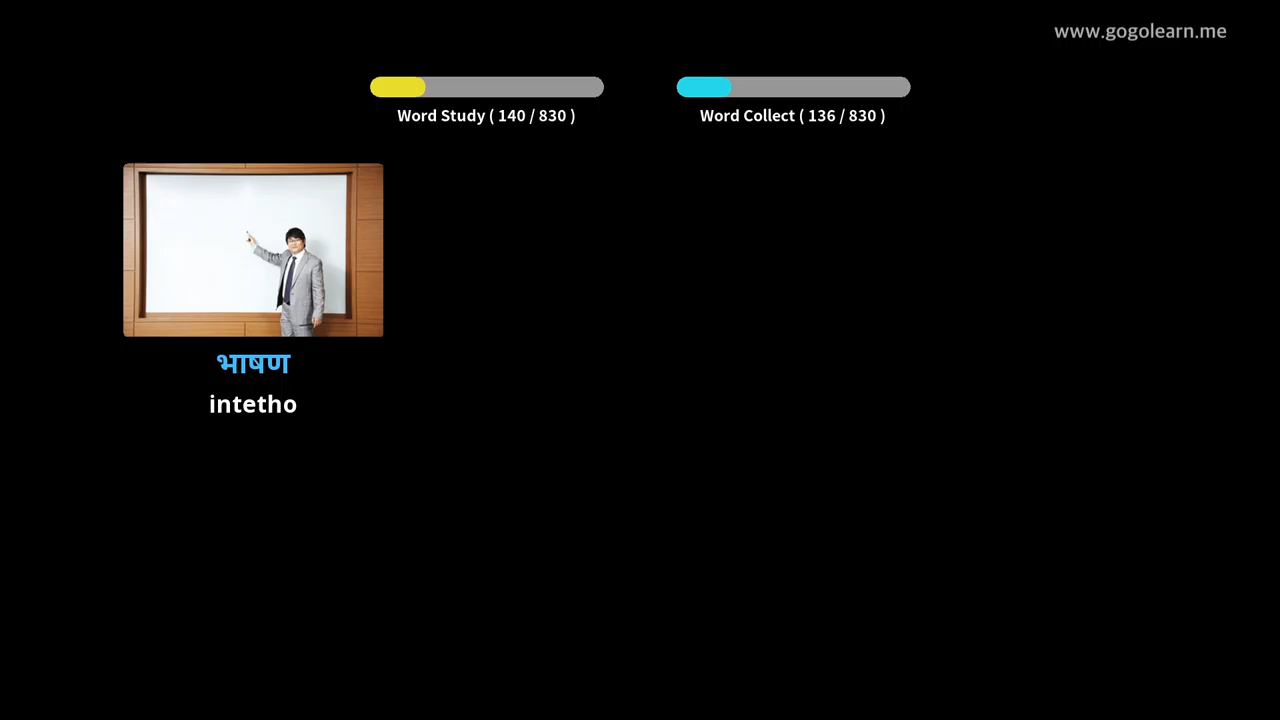 www.gogolearn.me
Word Study ( 140 / 830 )
Word Collect ( 136 / 830 )
भाषण
intetho